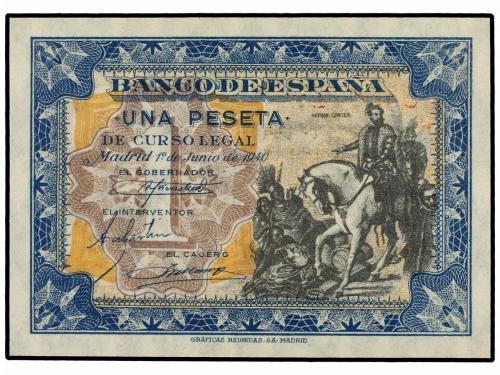 BANCO DE ESPAÑA
UNA PESETA
HERNAN CORTES
DE CURSO LEGAL
Madrid 1º de Junio de 1940
EL GOBERNADOR
EL INTERVENTOR
EL CAJERO
GRÁFICAS REUNIDAS·S.A.·MADRID